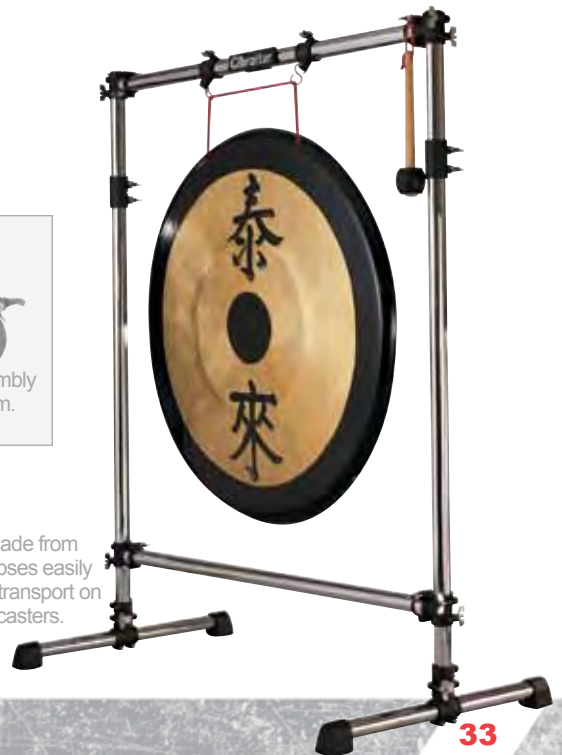 Gibraltar
泰
來
mbly
m.
ade from
oses easily
transport on
casters.
33